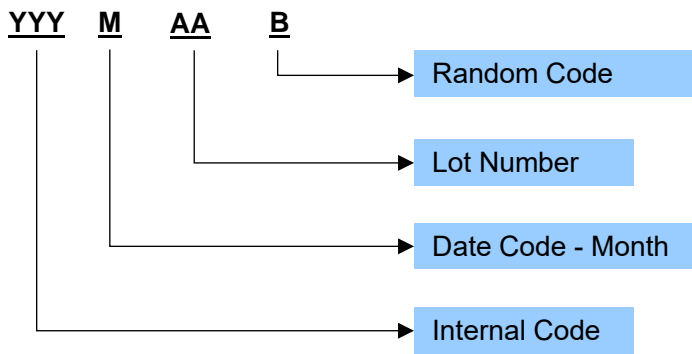 YYY M AA B
Random Code
Lot Number
Date Code - Month
Internal Code